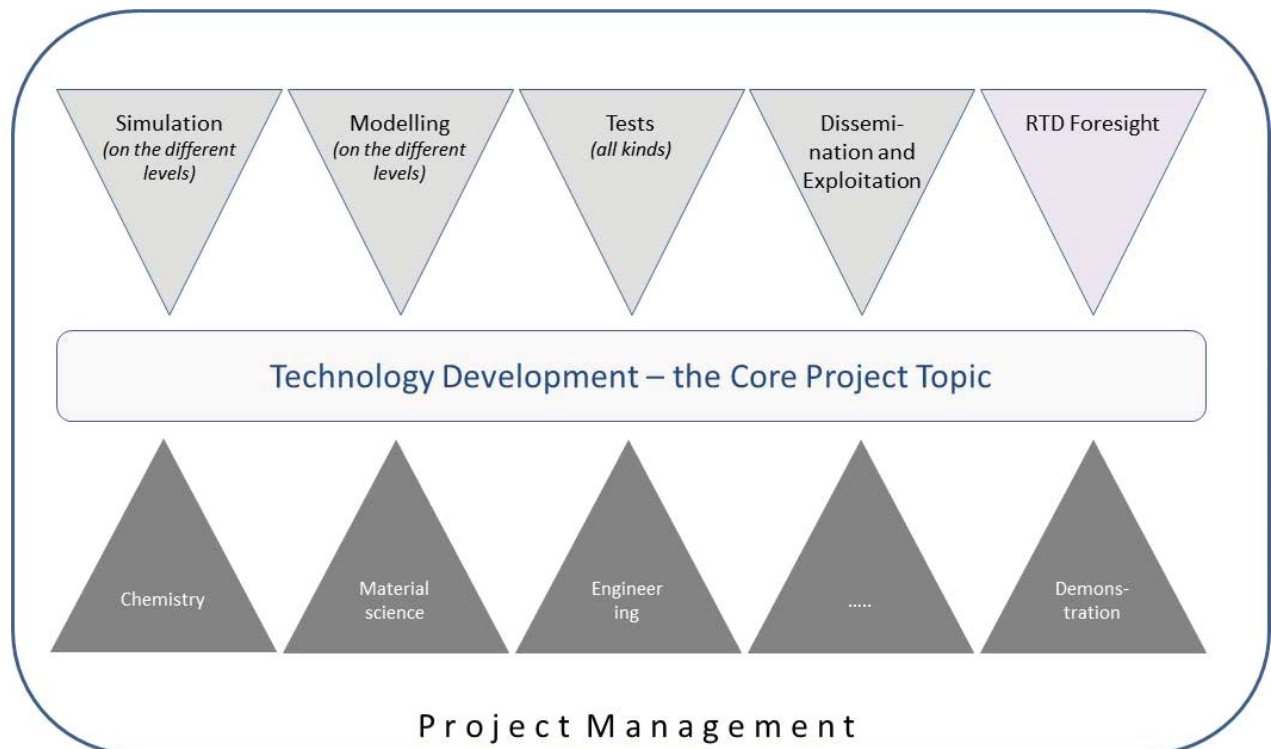 Simulation
(on the different
levels)
Modelling
(on the different
levels)
Tests
(all kinds)
Dissemi-
nation and
Exploitation
RTD Foresight
Technology Development – the Core Project Topic
Chemistry
Material
science
Engineer
ing
.....
Demons-
tration
Project Management